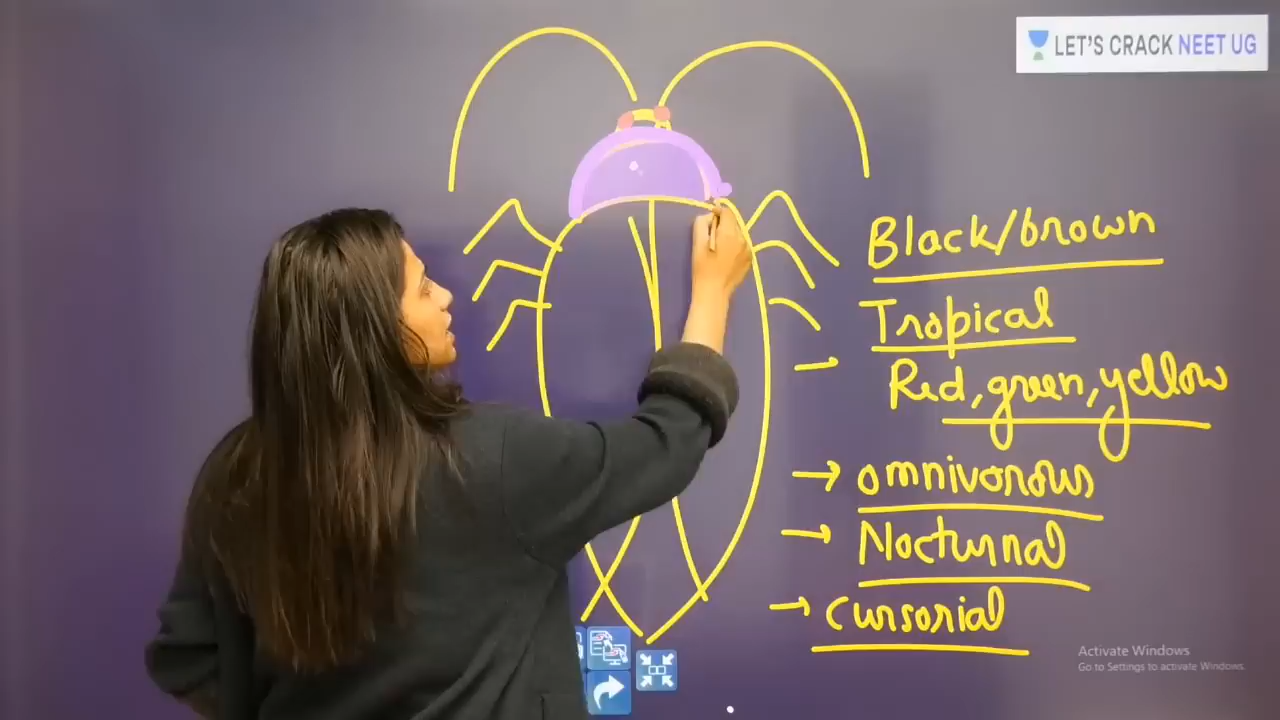 LET'S CRACK NEET UG
Black/brown
Tropical
Red, green, yellow
→ omnivorous
→ Nocturnal
→ Cursorial
Activate Windows
Go to Settings to activate Windows.